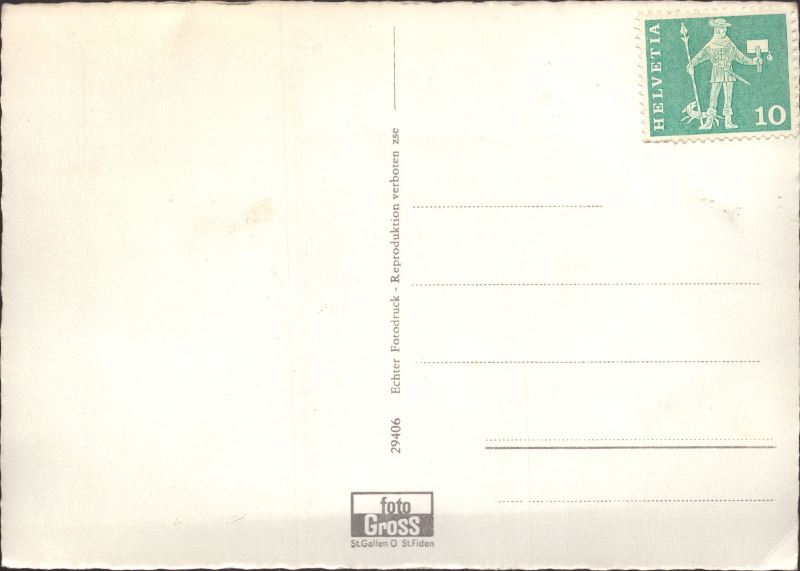 HELVETIA
10
29406 Echter Fotodruck - Reproduktion verboten zse
foto
Gross
St.Gallen O St.Fiden